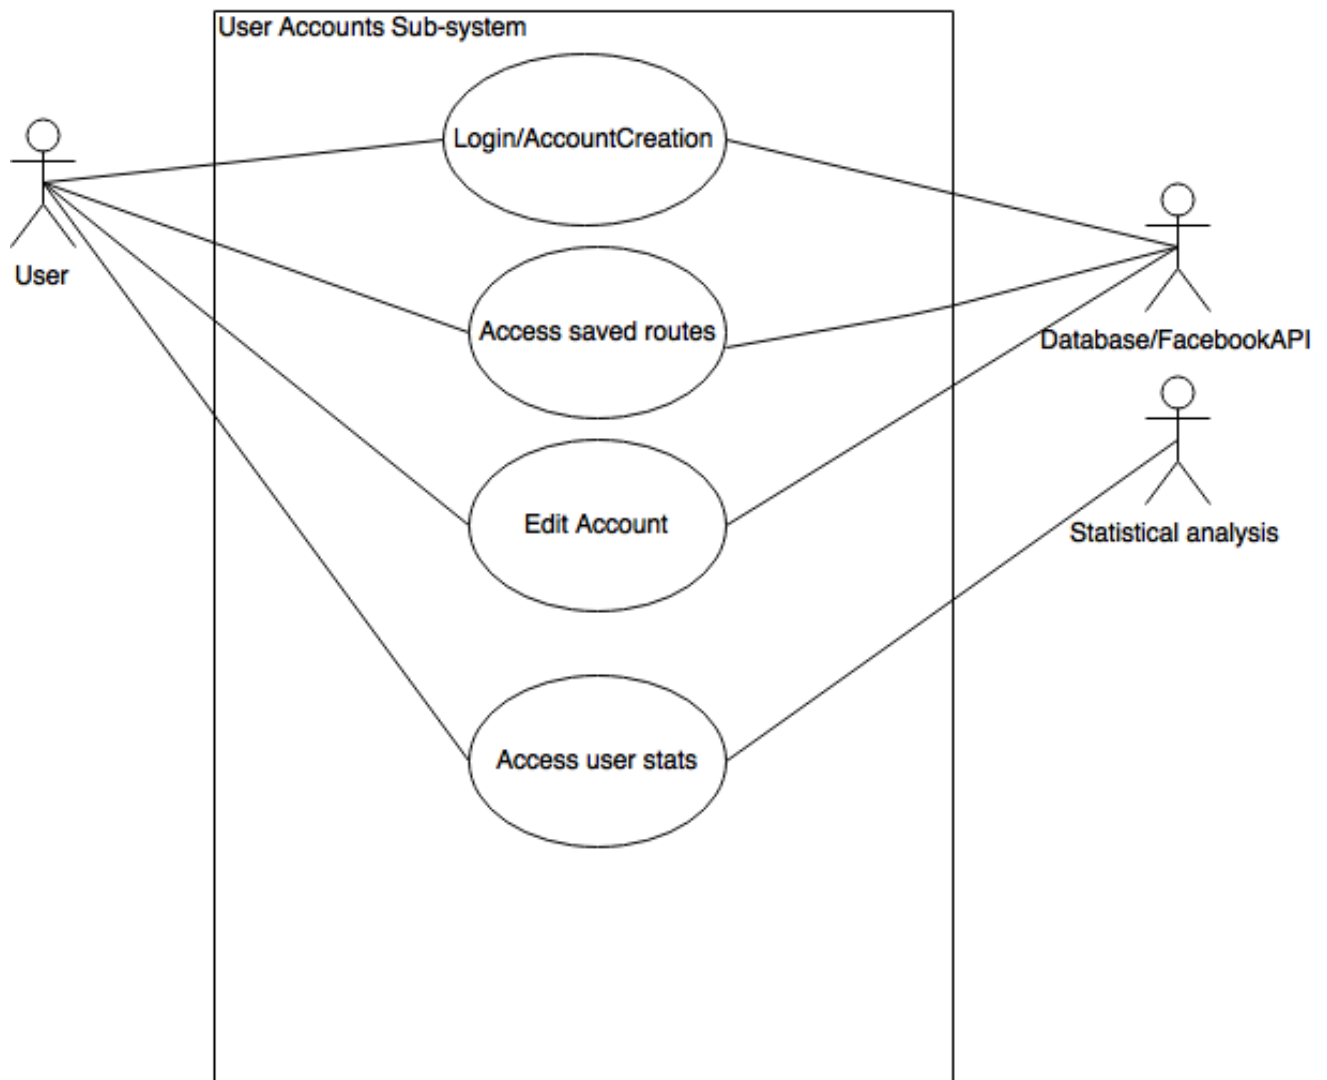 User Accounts Sub-system
Login/AccountCreation
User
Access saved routes
Database/FacebookAPI
Edit Account
Statistical analysis
Access user stats